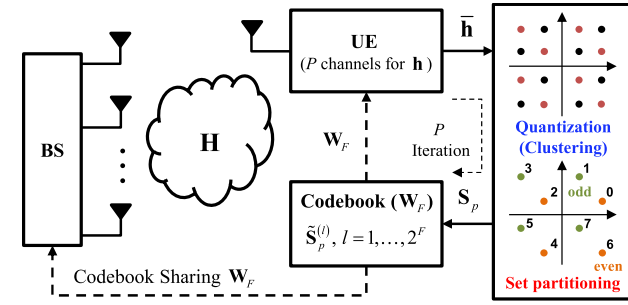 BS
H
UE
(P channels for h)
h̄
W_F
P
Iteration
S_p
Codebook (W_F)
S̃_p^(l), l = 1,…,2^F
Codebook Sharing W_F
Quantization
(Clustering)
3
1
odd
2
0
5
7
4
6
even
Set partitioning